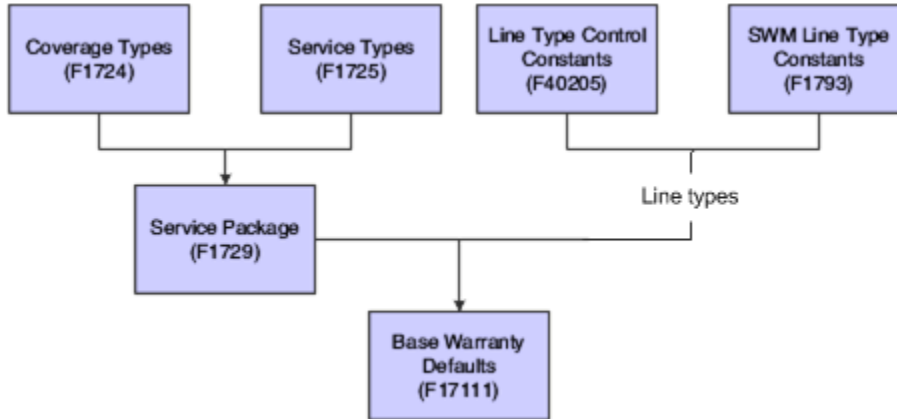 Coverage Types
(F1724)
Service Types
(F1725)
Line Type Control
Constants
(F40205)
SWM Line Type
Constants
(F1793)
Service Package
(F1729)
Line types
Base Warranty
Defaults
(F17111)